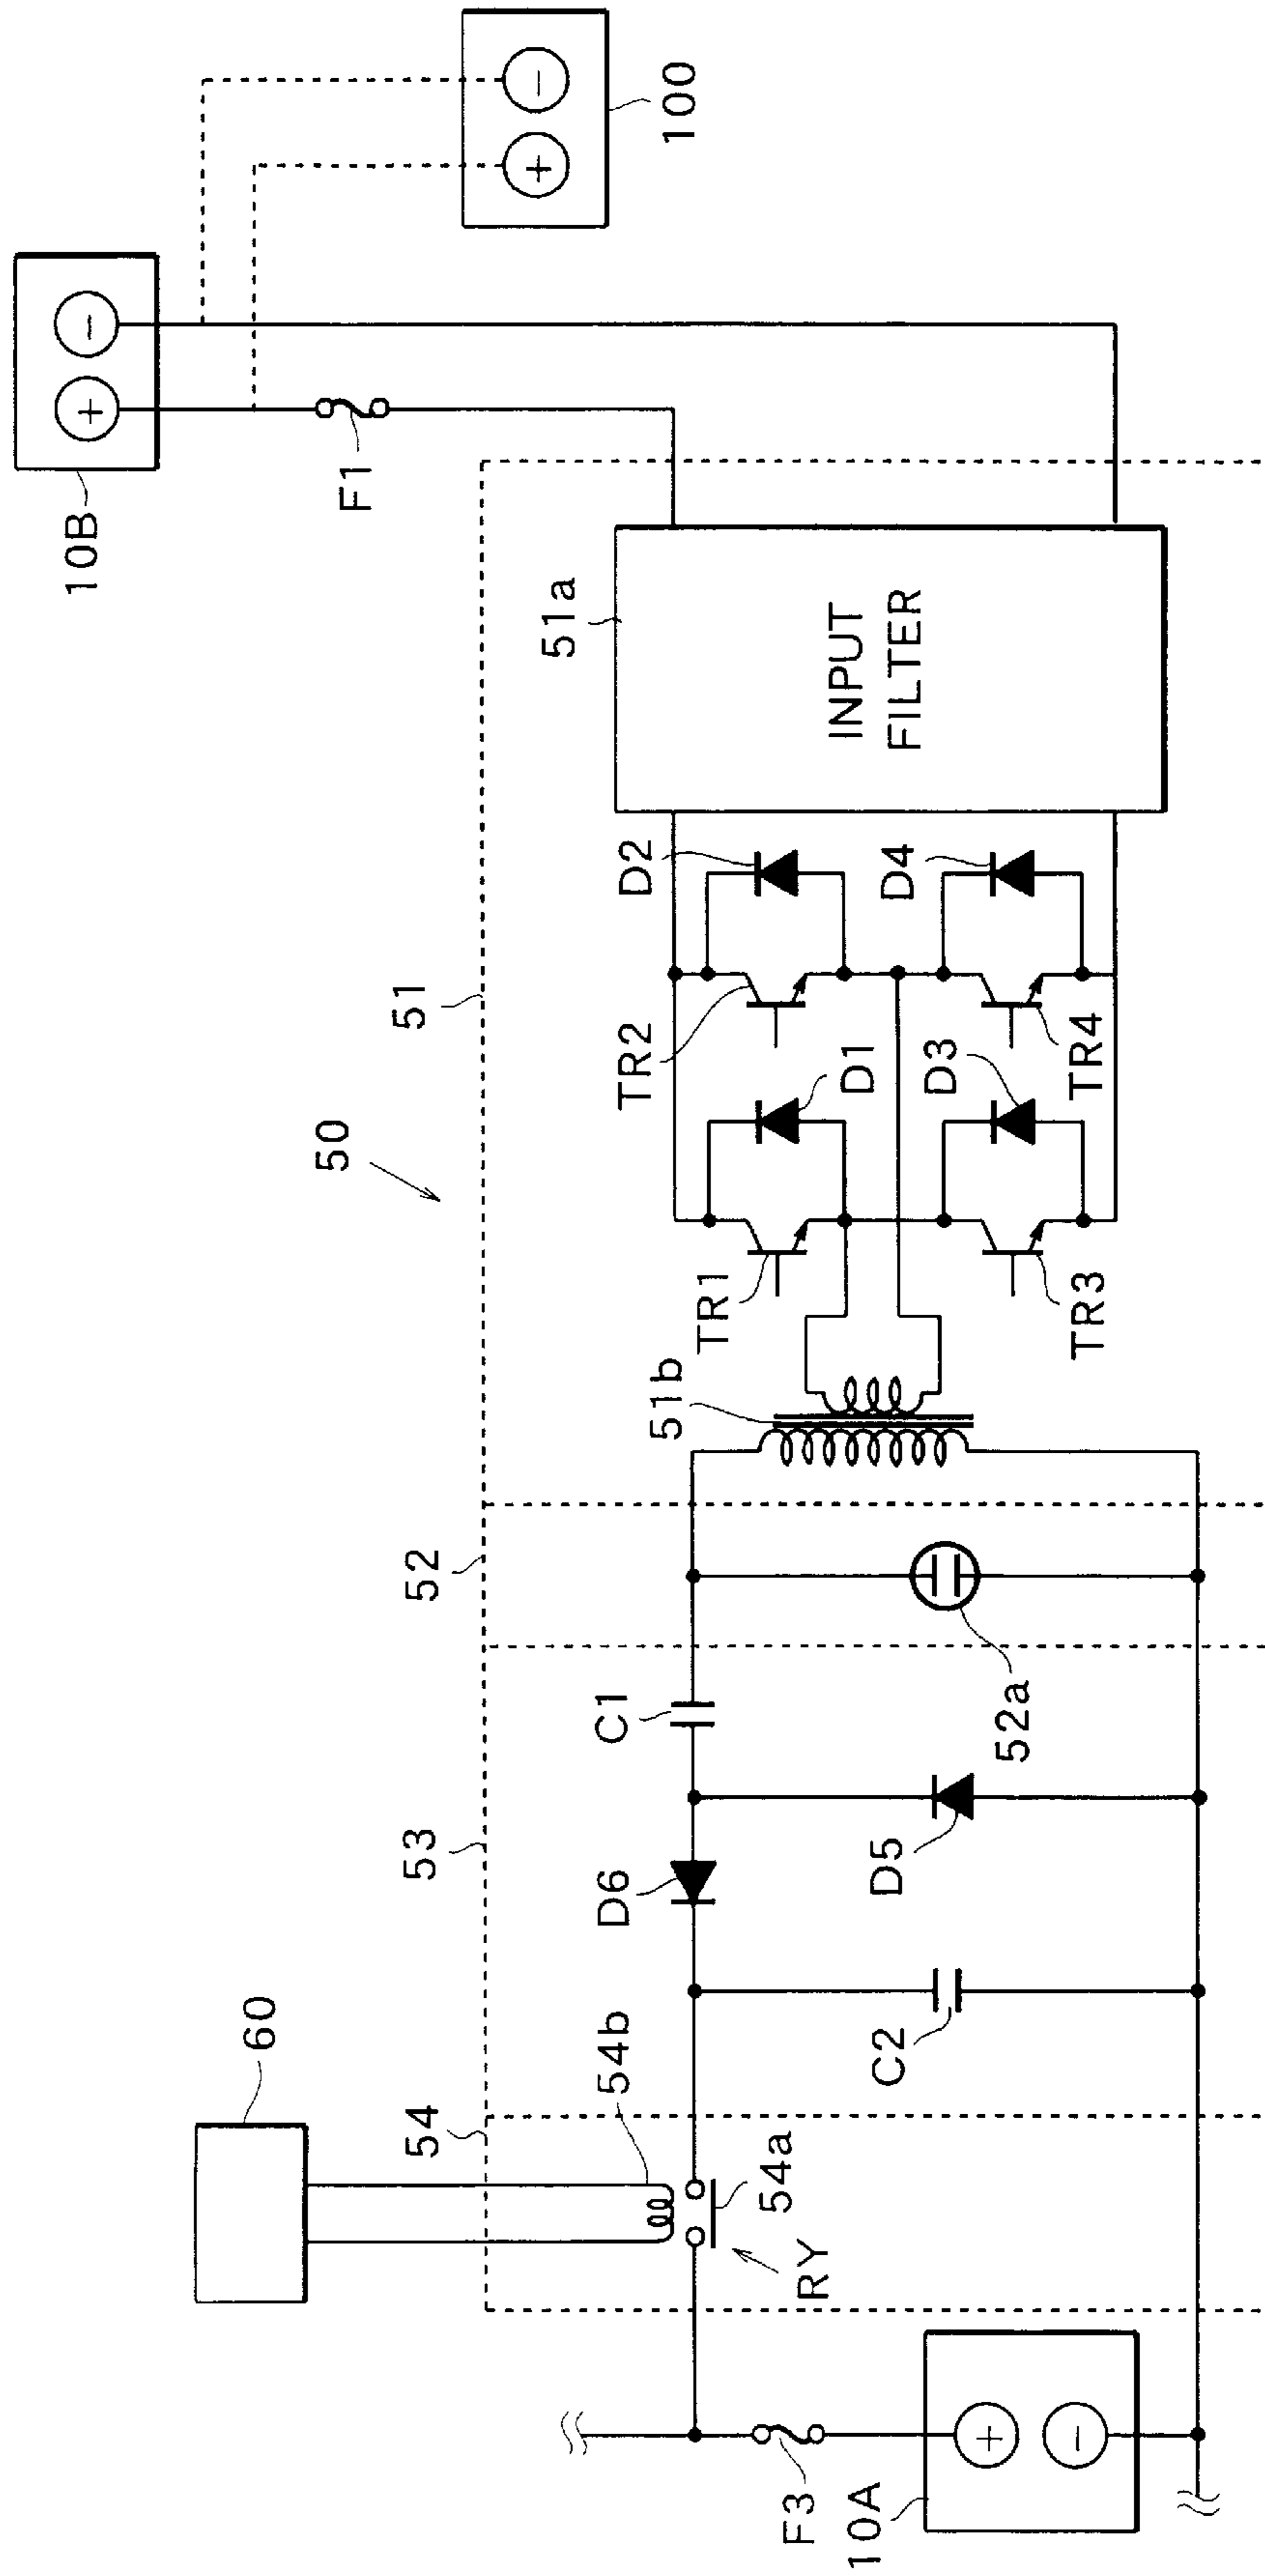 10B
+
−
100
+
−
F1
50
51
51a
INPUT
FILTER
D2
D4
TR2
TR4
D1
D3
TR1
TR3
51b
52
52a
53
C1
D5
D6
C2
60
54
54b
54a
RY
F3
10A
+
−